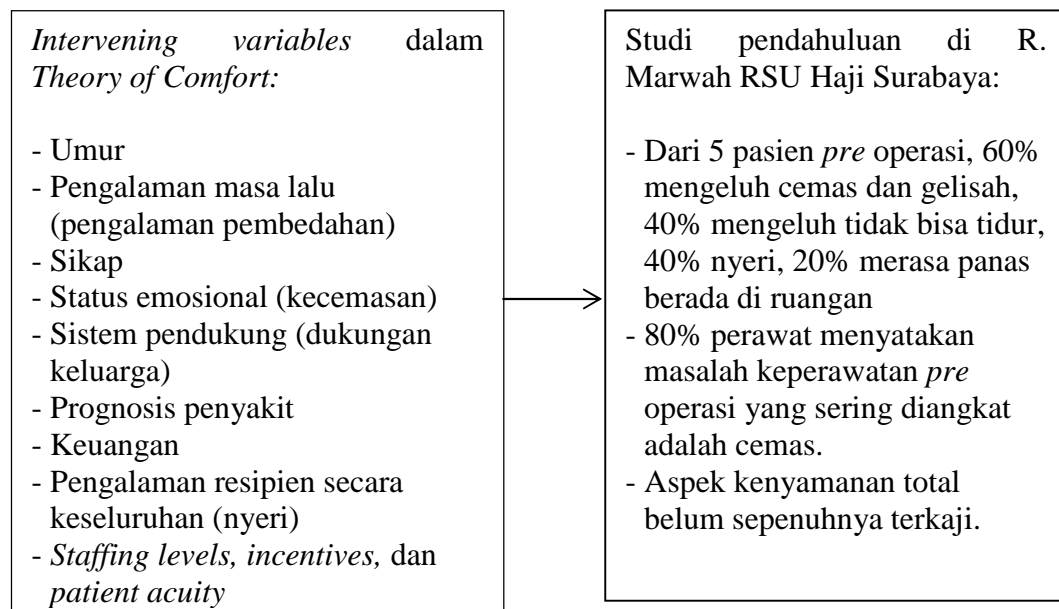 Intervening variables dalam
Theory of Comfort:
- Umur
- Pengalaman masa lalu
(pengalaman pembedahan)
- Sikap
- Status emosional (kecemasan)
- Sistem pendukung (dukungan
keluarga)
- Prognosis penyakit
- Keuangan
- Pengalaman resipien secara
keseluruhan (nyeri)
- Staffing levels, incentives, dan
patient acuity
Studi pendahuluan di R.
Marwah RSU Haji Surabaya:
- Dari 5 pasien pre operasi, 60%
mengeluh cemas dan gelisah,
40% mengeluh tidak bisa tidur,
40% nyeri, 20% merasa panas
berada di ruangan
- 80% perawat menyatakan
masalah keperawatan pre
operasi yang sering diangkat
adalah cemas.
- Aspek kenyamanan total
belum sepenuhnya terkaji.